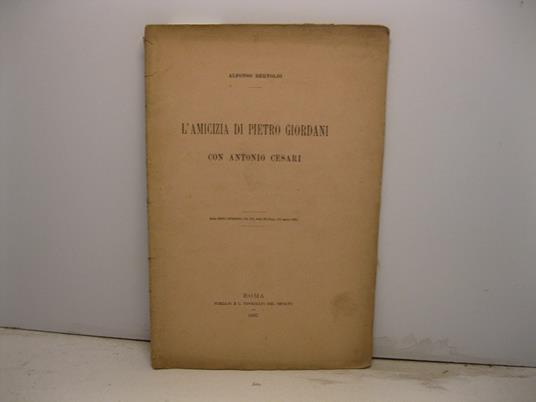 ALFONSO BERTOLDI
L'AMICIZIA DI PIETRO GIORDANI
CON ANTONIO CESARI
ROMA
FORZANI E C. TIPOGRAFI DEL SENATO